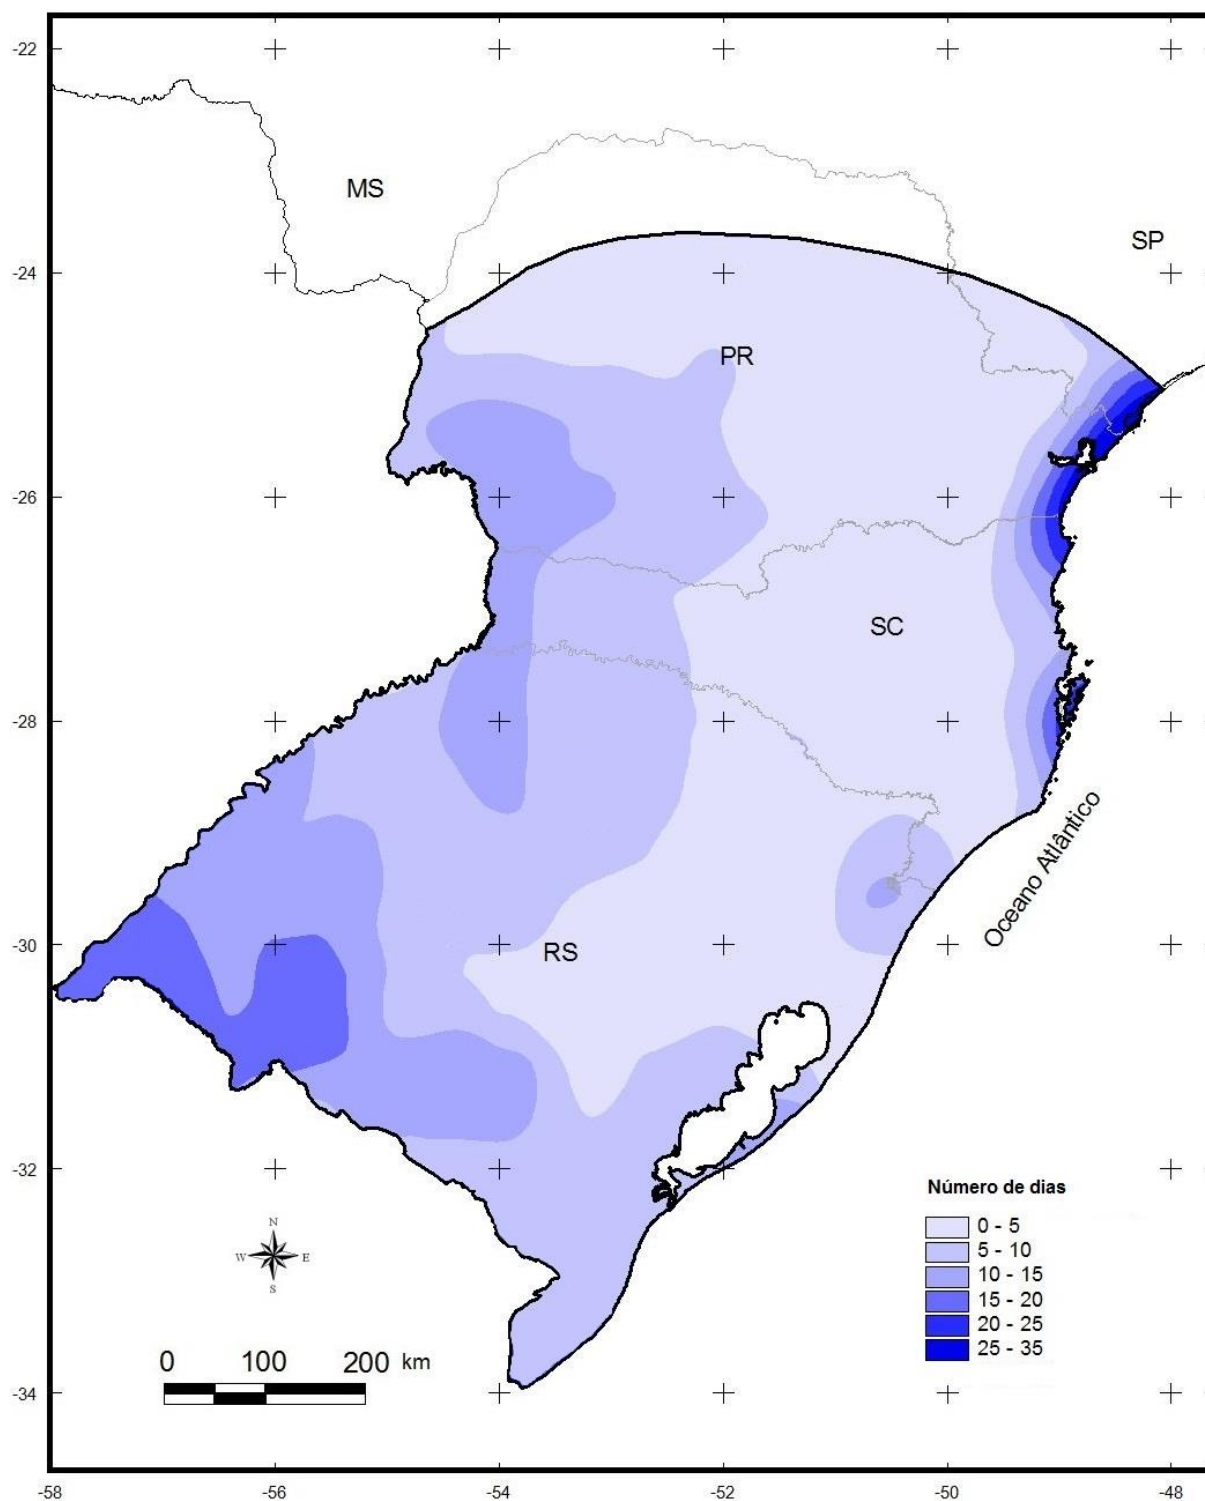 -22
MS
SP
-24
PR
-26
SC
-28
Oceano Atlântico
-30
RS
-32
Número de dias
0 - 5
5 - 10
10 - 15
15 - 20
20 - 25
25 - 35
N
W E
S
0 100 200 km
-34
-58 -56 -54 -52 -50 -48